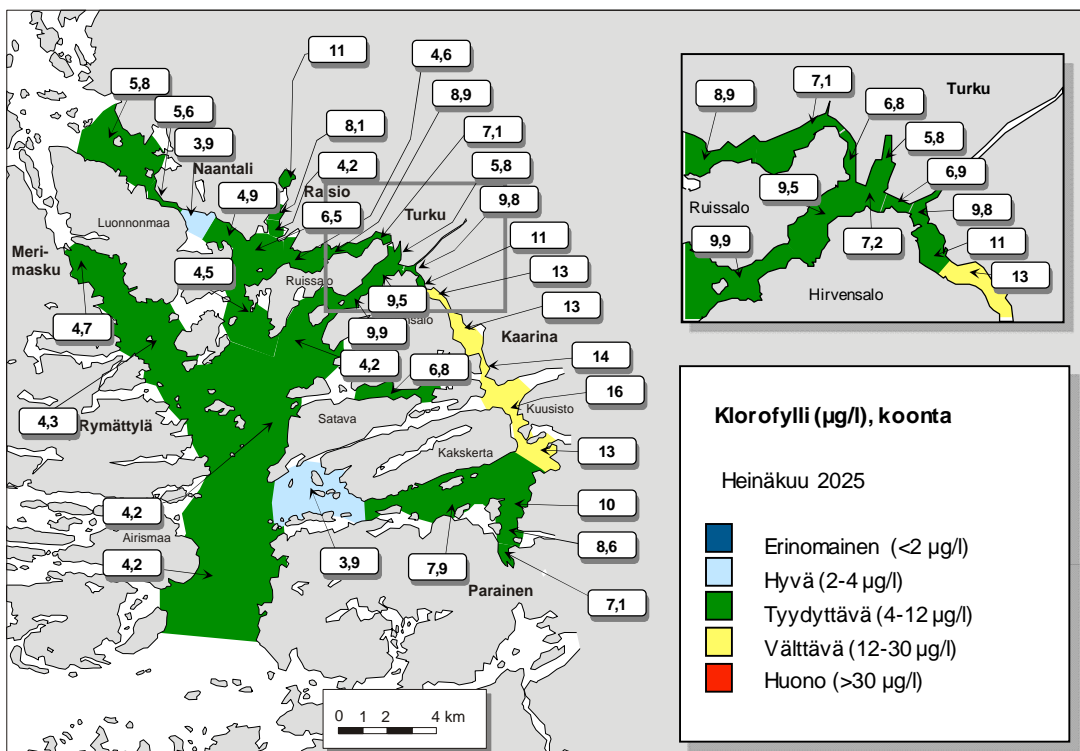 11
4,6
5,8
8,9
5,6
8,1
7,1
3,9
Naantali
4,2
5,8
Raisio
4,9
6,5
Turku
9,8
Luonnonmaa
Meri-
masku
11
4,5
Ruissalo
13
9,5
13
4,7
9,9
Kaarina
4,2
14
6,8
16
4,3
Rymättylä
Satava
Kuusisto
Kakskerta
13
4,2
10
Airismaa
4,2
3,9
7,9
8,6
Parainen
7,1
0 1 2 4 km
7,1
Turku
8,9
6,8
5,8
9,5
6,9
Ruissalo
9,8
9,9
7,2
11
13
Hirvensalo
Klorofylli (µg/l), koonta
Heinäkuu 2025
Erinomainen (<2 µg/l)
Hyvä (2-4 µg/l)
Tyydyttävä (4-12 µg/l)
Välttävä (12-30 µg/l)
Huono (>30 µg/l)